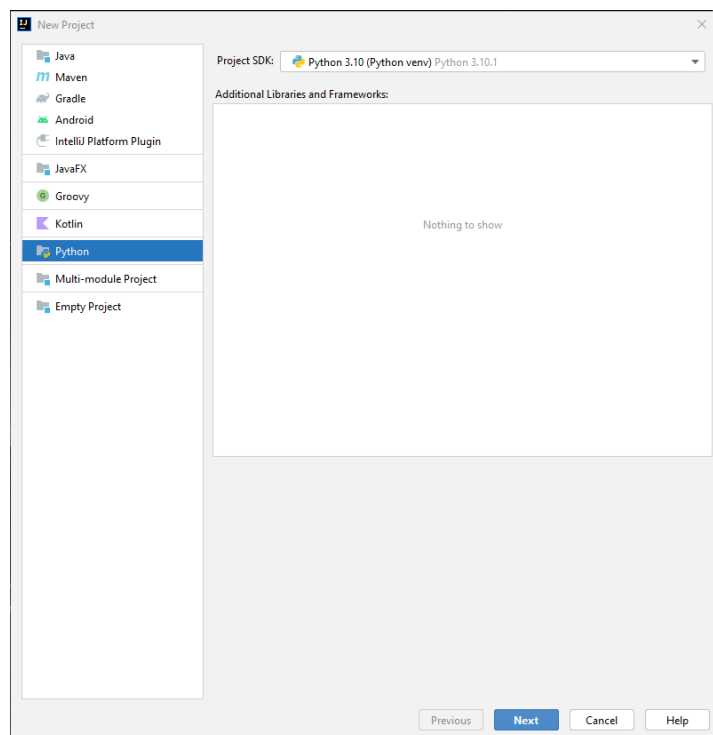 New Project
Java
Maven
Gradle
Android
IntelliJ Platform Plugin
JavaFX
Groovy
Kotlin
Python
Multi-module Project
Empty Project
Project SDK: Python 3.10 (Python venv) Python 3.10.1
Additional Libraries and Frameworks:
Nothing to show
Previous Next Cancel Help